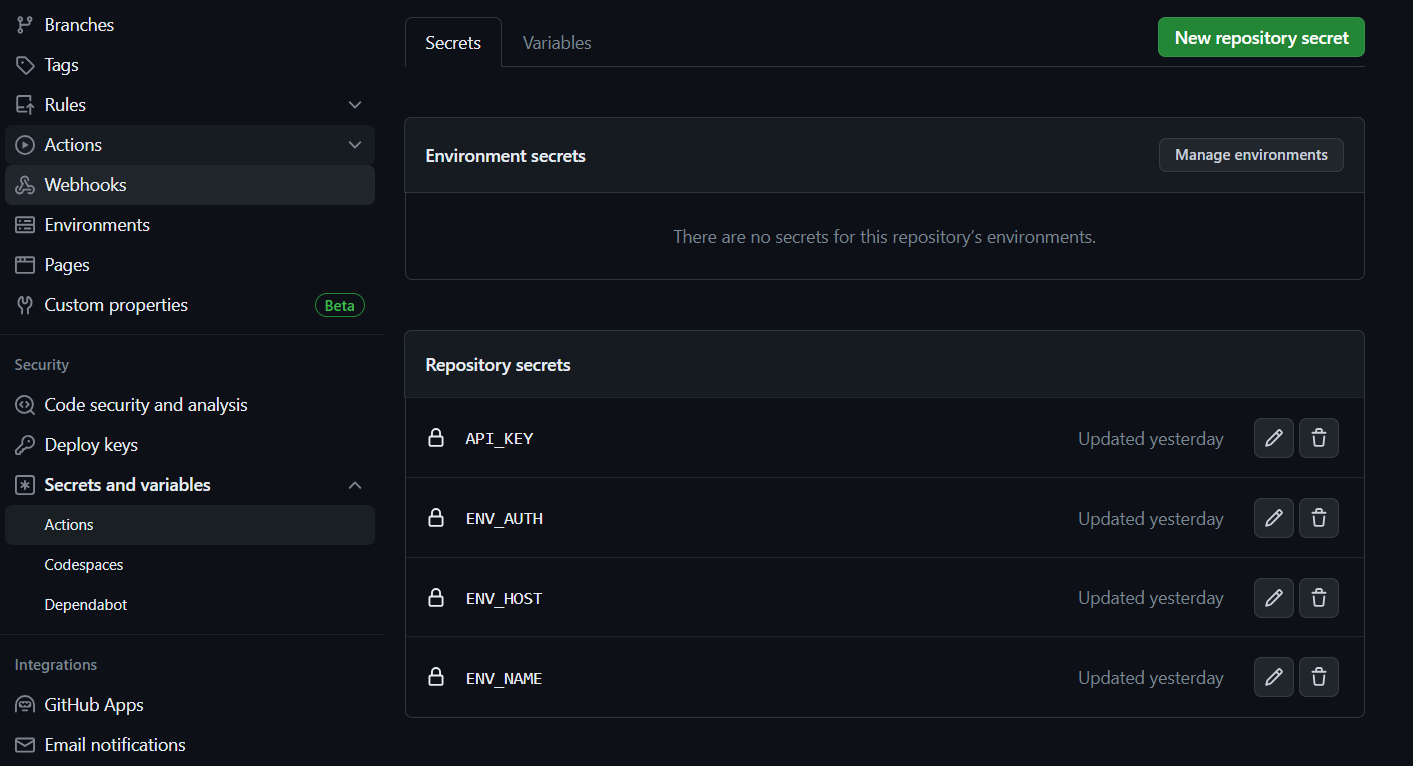 Branches
Tags
Rules
Actions
Webhooks
Environments
Pages
Custom properties Beta
Security
Code security and analysis
Deploy keys
Secrets and variables
Actions
Codespaces
Dependabot
Integrations
GitHub Apps
Email notifications
Secrets Variables New repository secret
Environment secrets Manage environments
There are no secrets for this repository’s environments.
Repository secrets
API_KEY Updated yesterday
ENV_AUTH Updated yesterday
ENV_HOST Updated yesterday
ENV_NAME Updated yesterday